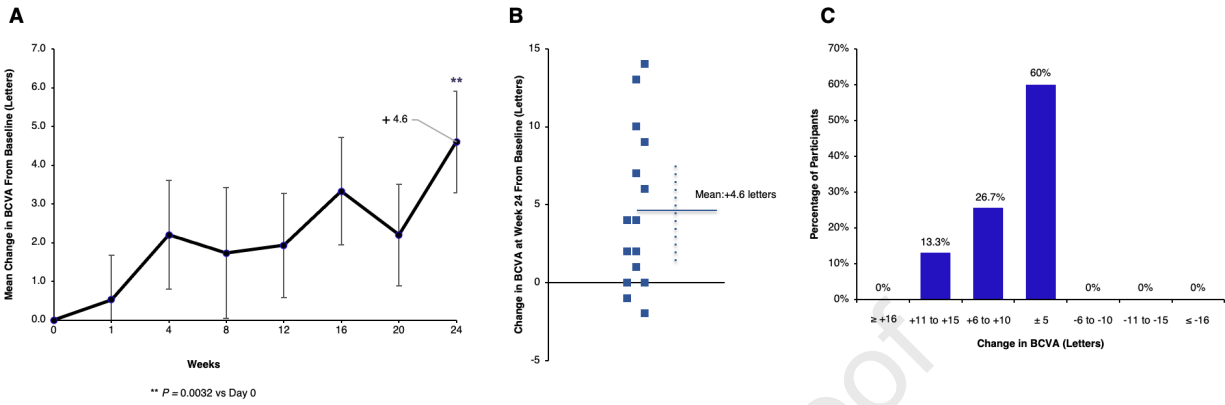 A
Mean Change in BCVA From Baseline (Letters)
7.0
6.0
5.0
4.0
3.0
2.0
1.0
0.0
**
+ 4.6
0 1 4 8 12 16 20 24
Weeks
** P = 0.0032 vs Day 0
B
Change in BCVA at Week 24 From Baseline (Letters)
15
10
5
0
-5
Mean:+4.6 letters
C
Percentage of Participants
70%
60%
50%
40%
30%
20%
10%
0%
0% 13.3% 26.7% 60% 0% 0% 0%
≥ +16 +11 to +15 +6 to +10 ± 5 -6 to -10 -11 to -15 ≤ -16
Change in BCVA (Letters)
oof